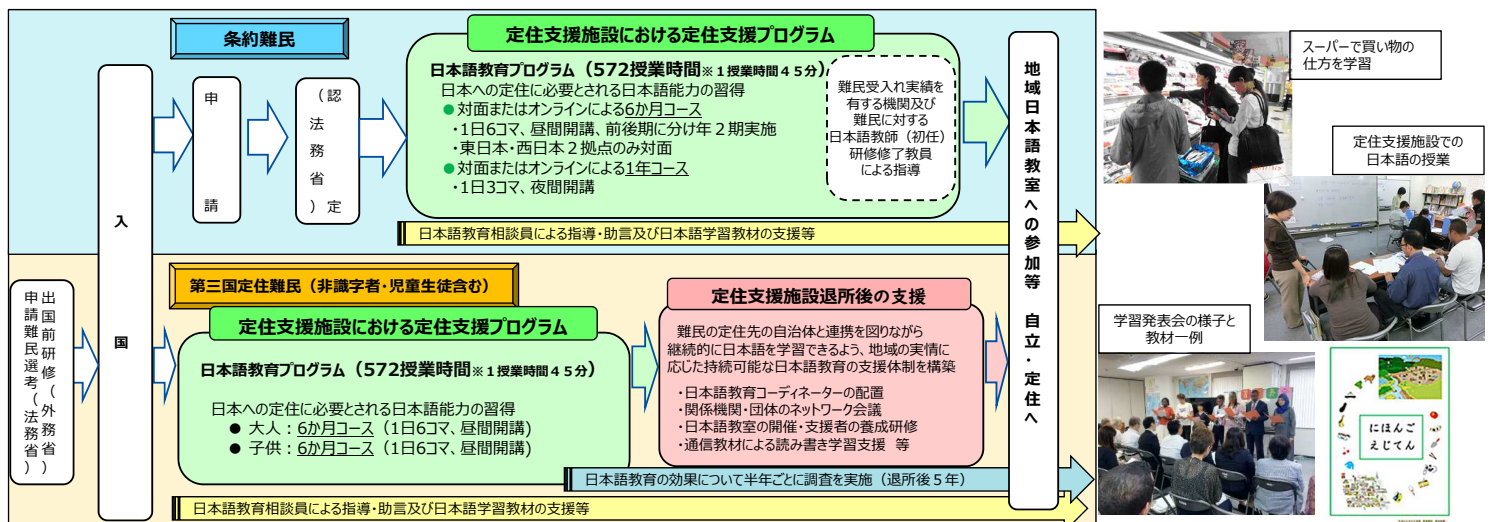 条約難民
入国
申請
（法務省）
認定
定住支援施設における定住支援プログラム
日本語教育プログラム（572授業時間※１授業時間４５分）
日本への定住に必要とされる日本語能力の習得
●対面またはオンラインによる6か月コース
・1日6コマ、昼間開講、前後期に分け年２期実施
・東日本・西日本２拠点のみ対面
●対面またはオンラインによる1年コース
・1日3コマ、夜間開講
難民受入れ実績を
有する機関及び
難民に対する
日本語教師（初任）
研修修了教員
による指導
日本語教育相談員による指導・助言及び日本語学習教材の支援等
地域日本語教室への参加等　自立・定住へ
出国前研修（外務省）
申請難民選考（法務省）
第三国定住難民（非識字者・児童生徒含む）
定住支援施設における定住支援プログラム
日本語教育プログラム（572授業時間※１授業時間４５分）
日本への定住に必要とされる日本語能力の習得
● 大人：6か月コース（1日6コマ、昼間開講)
● 子供：6か月コース（1日6コマ、昼間開講)
定住支援施設退所後の支援
難民の定住先の自治体と連携を図りながら
継続的に日本語を学習できるよう、地域の実情に
応じた持続可能な日本語教育の支援体制を構築
・日本語教育コーディネーターの配置
・関係機関・団体のネットワーク会議
・日本語教室の開催・支援者の養成研修
・通信教材による読み書き学習支援 等
日本語教育の効果について半年ごとに調査を実施（退所後５年）
日本語教育相談員による指導・助言及び日本語学習教材の支援等
スーパーで買い物の
仕方を学習
定住支援施設での
日本語の授業
学習発表会の様子と
教材一例
にほんご
えじてん